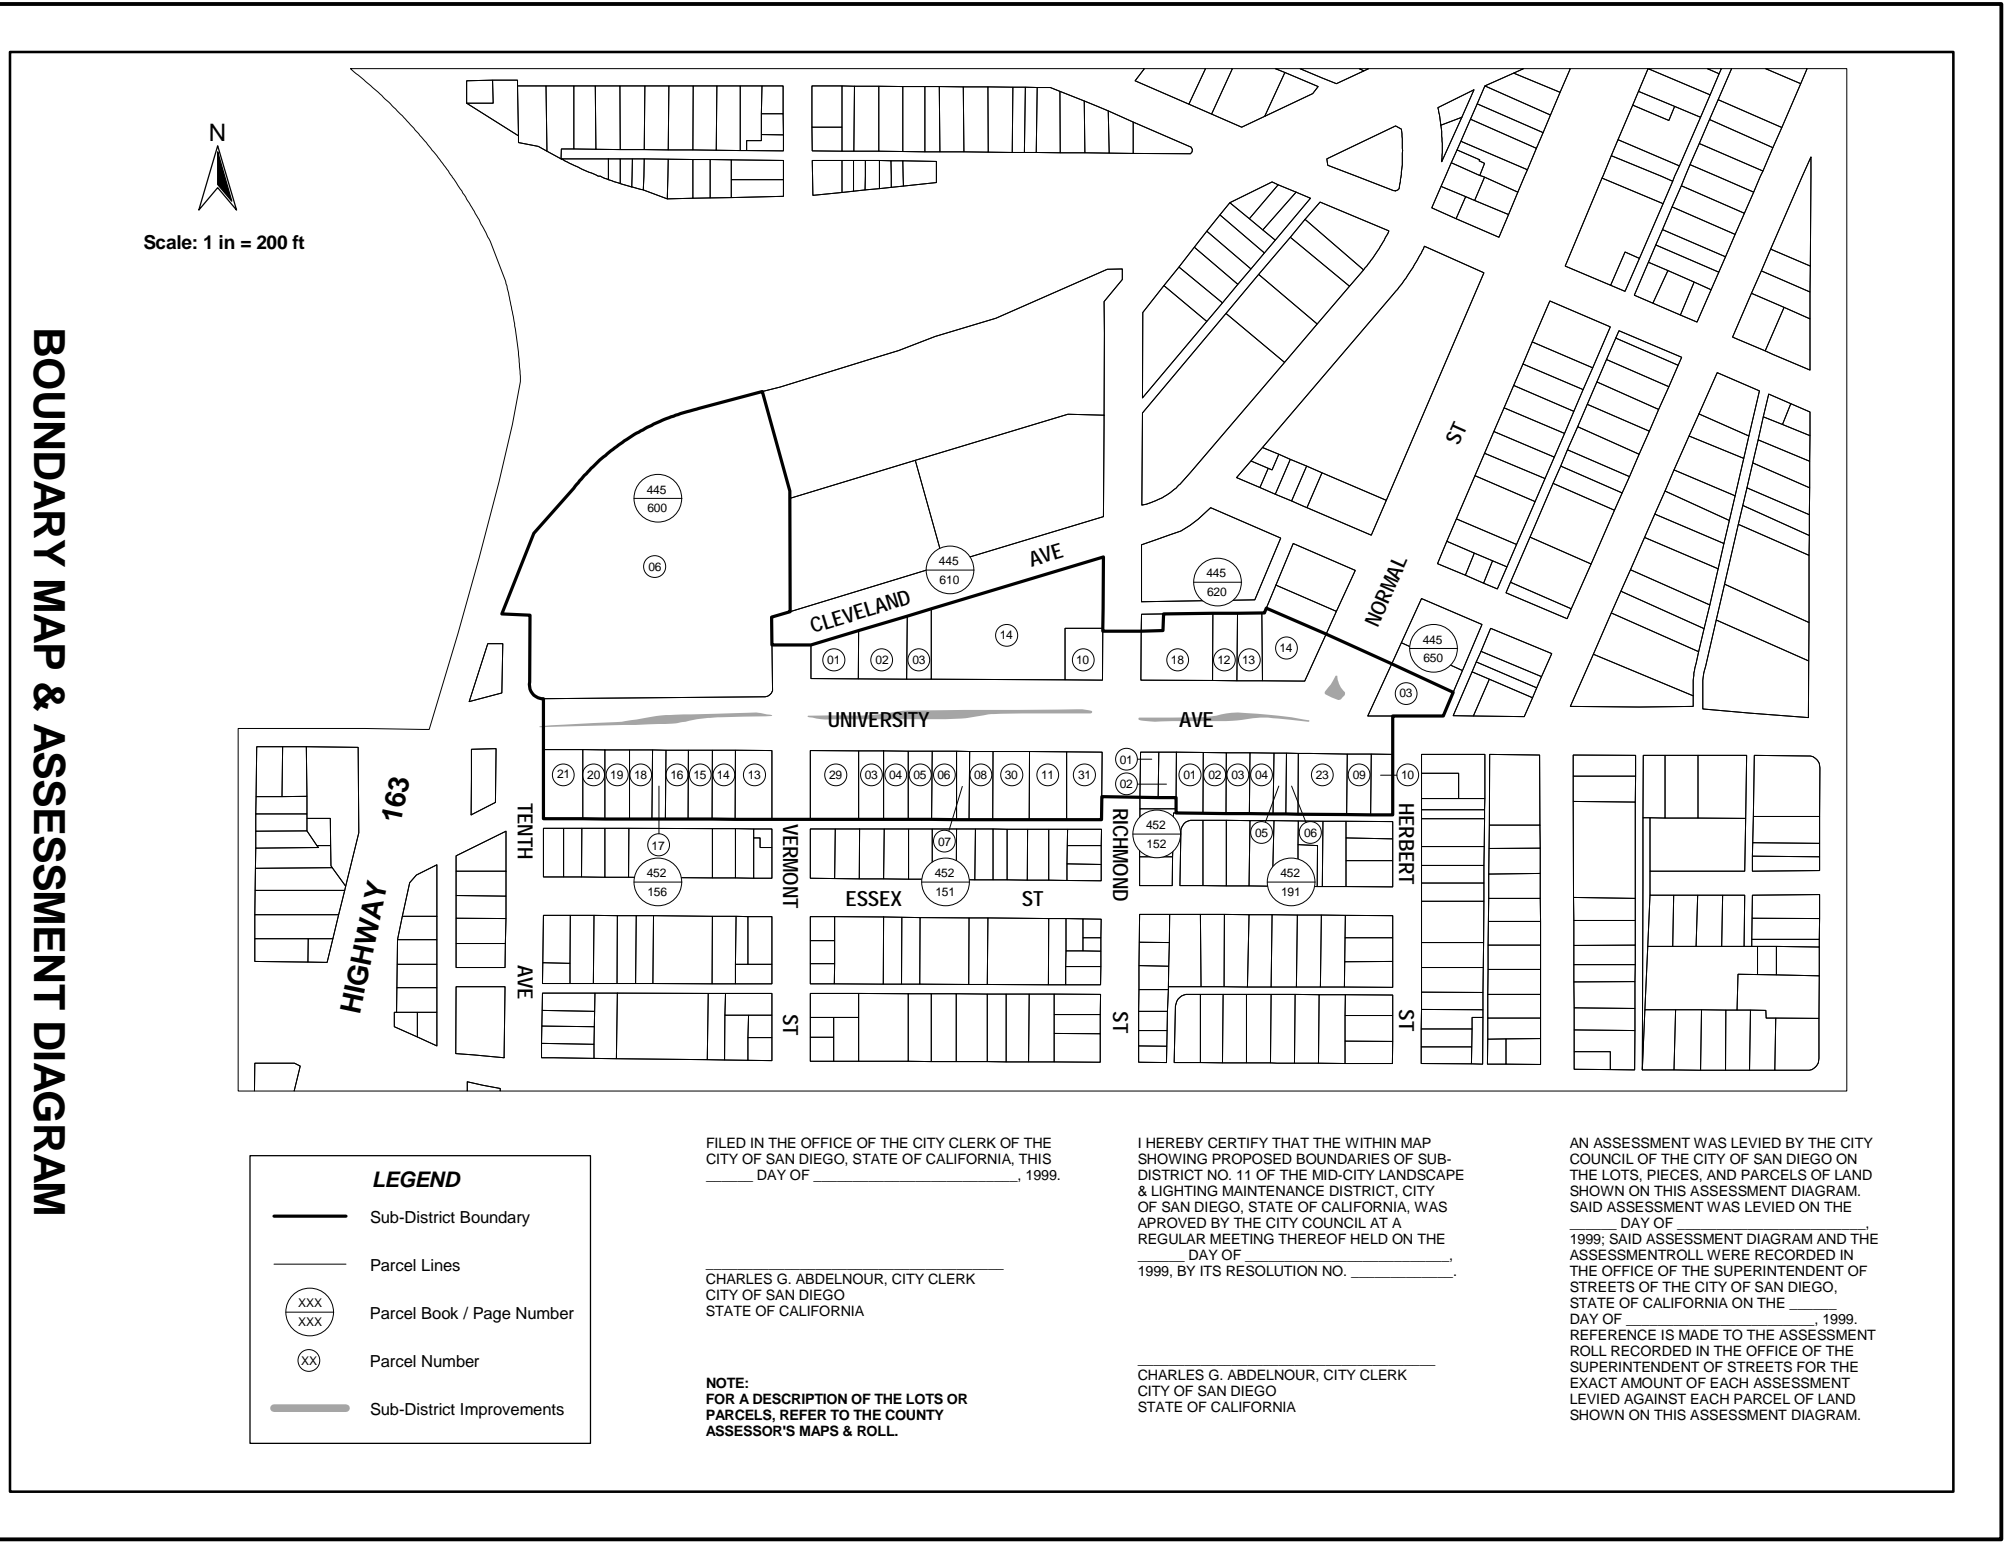 BOUNDARY MAP & ASSESSMENT DIAGRAM
N
Scale: 1 in = 200 ft
ST
445
600
06
445
610
CLEVELAND AVE
445
620
NORMAL
445
650
01 02 03 14 10
18 12 13 14
03
UNIVERSITY AVE
21 20 19 18 16 15 14 13
29 03 04 05 06 08 30 11 31
01
02
01 02 03 04 23 09 10
17
07
05 06
452
156
452
151
452
152
452
191
HIGHWAY 163
TENTH AVE
VERMONT ST
ESSEX ST
RICHMOND ST
HERBERT ST
LEGEND
Sub-District Boundary
Parcel Lines
XXX
XXX
Parcel Book / Page Number
XX
Parcel Number
Sub-District Improvements
FILED IN THE OFFICE OF THE CITY CLERK OF THE
CITY OF SAN DIEGO, STATE OF CALIFORNIA, THIS
______ DAY OF __________________________, 1999.
______________________________________
CHARLES G. ABDELNOUR, CITY CLERK
CITY OF SAN DIEGO
STATE OF CALIFORNIA
NOTE:
FOR A DESCRIPTION OF THE LOTS OR
PARCELS, REFER TO THE COUNTY
ASSESSOR'S MAPS & ROLL.
I HEREBY CERTIFY THAT THE WITHIN MAP
SHOWING PROPOSED BOUNDARIES OF SUB-
DISTRICT NO. 11 OF THE MID-CITY LANDSCAPE
& LIGHTING MAINTENANCE DISTRICT, CITY
OF SAN DIEGO, STATE OF CALIFORNIA, WAS
APROVED BY THE CITY COUNCIL AT A
REGULAR MEETING THEREOF HELD ON THE
______ DAY OF __________________________,
1999, BY ITS RESOLUTION NO. _____________.
______________________________________
CHARLES G. ABDELNOUR, CITY CLERK
CITY OF SAN DIEGO
STATE OF CALIFORNIA
AN ASSESSMENT WAS LEVIED BY THE CITY
COUNCIL OF THE CITY OF SAN DIEGO ON
THE LOTS, PIECES, AND PARCELS OF LAND
SHOWN ON THIS ASSESSMENT DIAGRAM.
SAID ASSESSMENT WAS LEVIED ON THE
______ DAY OF ________________________,
1999; SAID ASSESSMENT DIAGRAM AND THE
ASSESSMENTROLL WERE RECORDED IN
THE OFFICE OF THE SUPERINTENDENT OF
STREETS OF THE CITY OF SAN DIEGO,
STATE OF CALIFORNIA ON THE ______
DAY OF ________________________, 1999.
REFERENCE IS MADE TO THE ASSESSMENT
ROLL RECORDED IN THE OFFICE OF THE
SUPERINTENDENT OF STREETS FOR THE
EXACT AMOUNT OF EACH ASSESSMENT
LEVIED AGAINST EACH PARCEL OF LAND
SHOWN ON THIS ASSESSMENT DIAGRAM.